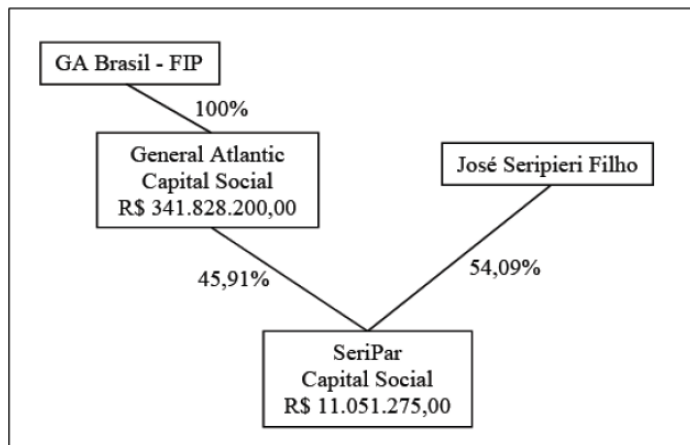 GA Brasil - FIP
100%
General Atlantic
Capital Social
R$ 341.828.200,00
José Seripieri Filho
45,91%
54,09%
SeriPar
Capital Social
R$ 11.051.275,00